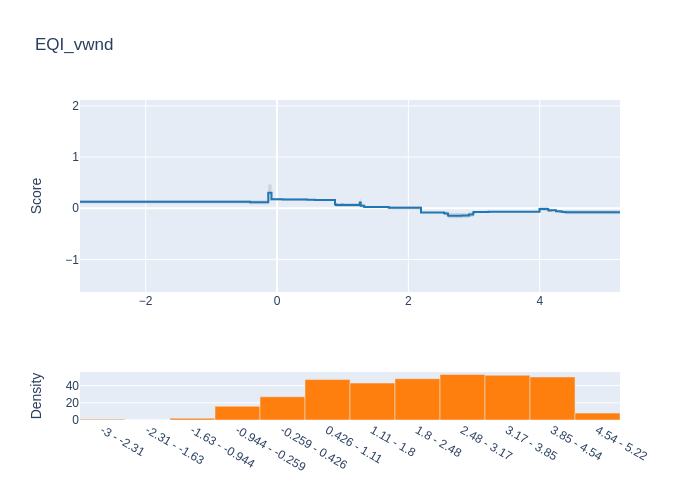 EQI_vwnd
Score
2
1
0
−1
−2
0
2
4
Density
40
20
0
-3 - -2.31
-2.31 - -1.63
-1.63 - -0.944
-0.944 - -0.259
-0.259 - 0.426
0.426 - 1.11
1.11 - 1.8
1.8 - 2.48
2.48 - 3.17
3.17 - 3.85
3.85 - 4.54
4.54 - 5.22